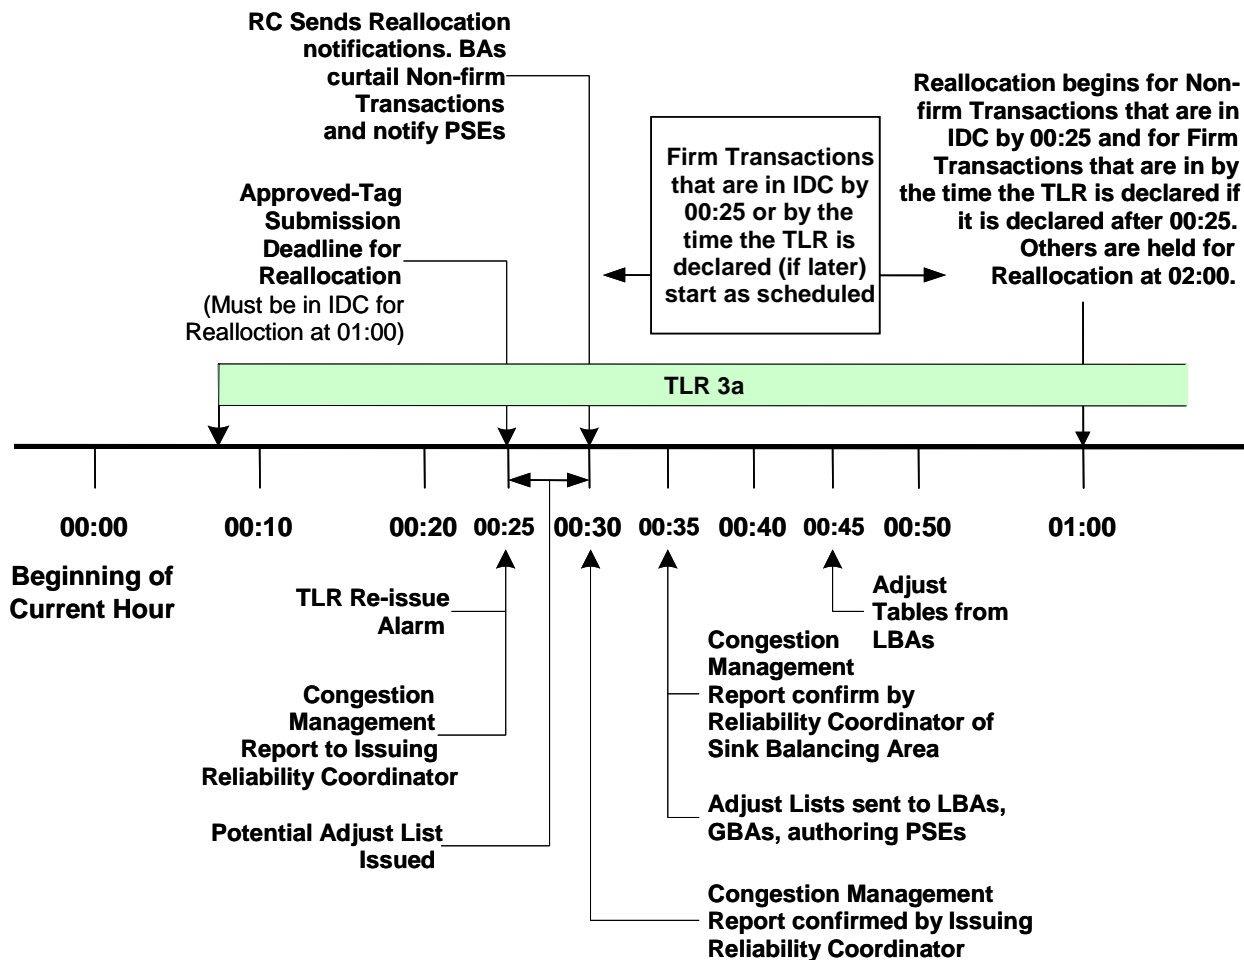 RC Sends Reallocation
notifications. BAs
curtail Non-firm
Transactions
and notify PSEs
Reallocation begins for Non-
firm Transactions that are in
IDC by 00:25 and for Firm
Transactions that are in by
the time the TLR is declared if
it is declared after 00:25.
Others are held for
Reallocation at 02:00.
Firm Transactions
that are in IDC by
00:25 or by the
time the TLR is
declared (if later)
start as scheduled
Approved-Tag
Submission
Deadline for
Reallocation
(Must be in IDC for
Realloction at 01:00)
TLR 3a
00:00
00:10
00:20
00:25
00:30
00:35
00:40
00:45
00:50
01:00
Beginning of
Current Hour
TLR Re-issue
Alarm
Congestion
Management
Report to Issuing
Reliability Coordinator
Potential Adjust List
Issued
Adjust
Tables from
LBAs
Congestion
Management
Report confirm by
Reliability Coordinator of
Sink Balancing Area
Adjust Lists sent to LBAs,
GBAs, authoring PSEs
Congestion Management
Report confirmed by Issuing
Reliability Coordinator